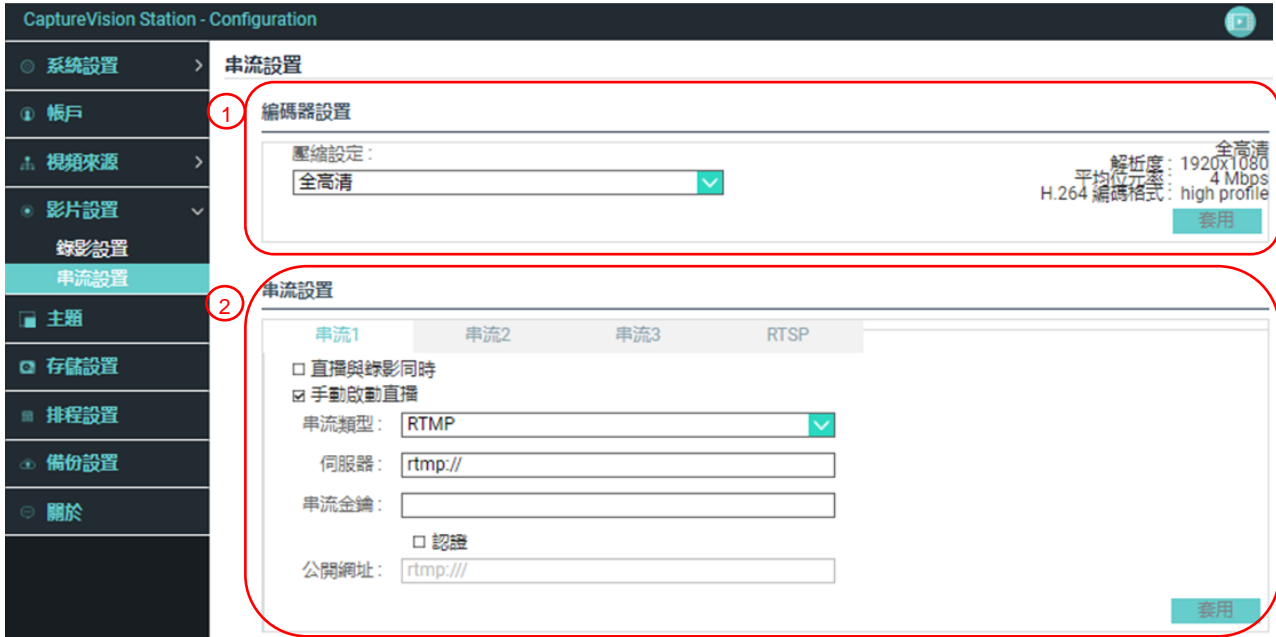 CaptureVision Station - Configuration
系統設置
帳戶
視頻來源
影片設置
錄影設置
串流設置
主題
存儲設置
排程設置
備份設置
關於
串流設置
1
編碼器設置
壓縮設定 :
全高清
全高清
解析度 : 1920x1080
平均位元率 : 4 Mbps
H.264 編碼格式 : high profile
套用
2
串流設置
串流1 串流2 串流3 RTSP
直播與錄影同時
手動啟動直播
串流類型 : RTMP
伺服器 : rtmp://
串流金鑰 :
認證
公開網址 : rtmp:///
套用